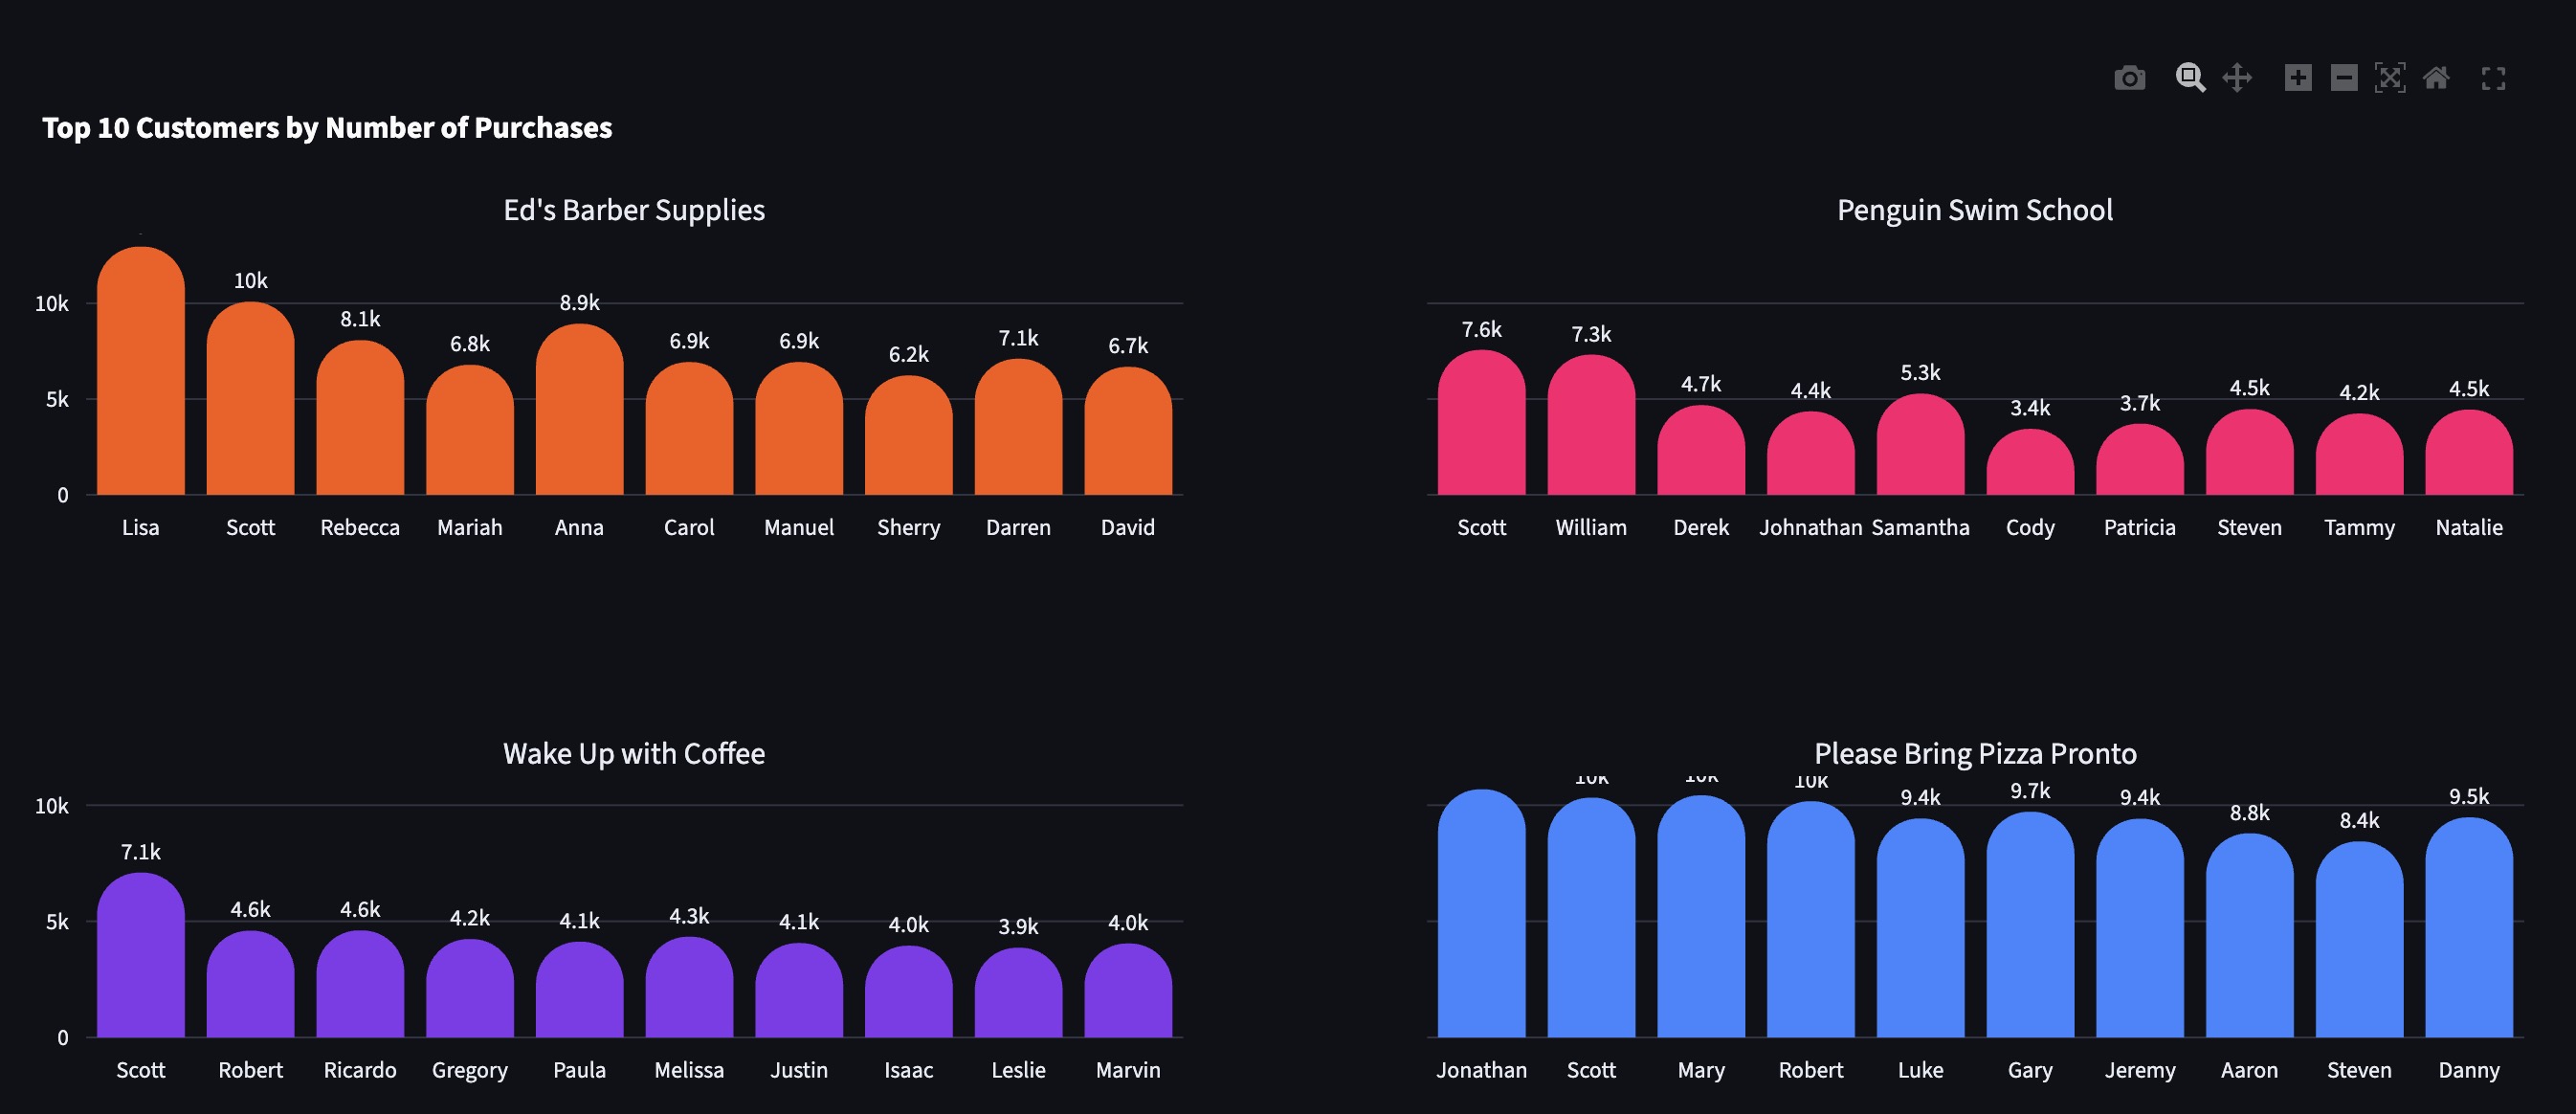 Top 10 Customers by Number of Purchases
Ed's Barber Supplies
10k
5k
0
10k
8.1k
6.8k
8.9k
6.9k
6.9k
6.2k
7.1k
6.7k
Lisa Scott Rebecca Mariah Anna Carol Manuel Sherry Darren David
Penguin Swim School
7.6k
7.3k
4.7k
4.4k
5.3k
3.4k
3.7k
4.5k
4.2k
4.5k
Scott William Derek Johnathan Samantha Cody Patricia Steven Tammy Natalie
Wake Up with Coffee
10k
5k
0
7.1k
4.6k
4.6k
4.2k
4.1k
4.3k
4.1k
4.0k
3.9k
4.0k
Scott Robert Ricardo Gregory Paula Melissa Justin Isaac Leslie Marvin
Please Bring Pizza Pronto
10k
10k
10k
9.4k
9.7k
9.4k
8.8k
8.4k
9.5k
Jonathan Scott Mary Robert Luke Gary Jeremy Aaron Steven Danny